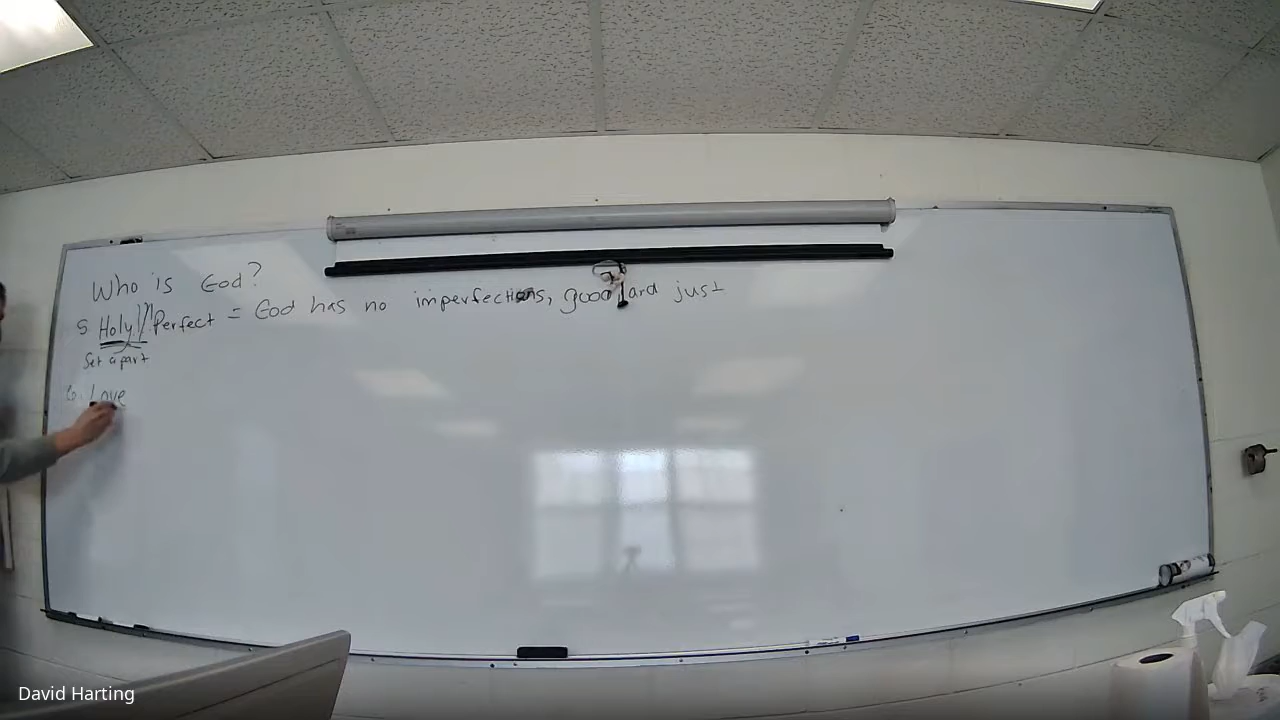 Who is God?
5 Holy // Perfect = God has no imperfections, good and just
Set apart
6. Love
David Harting